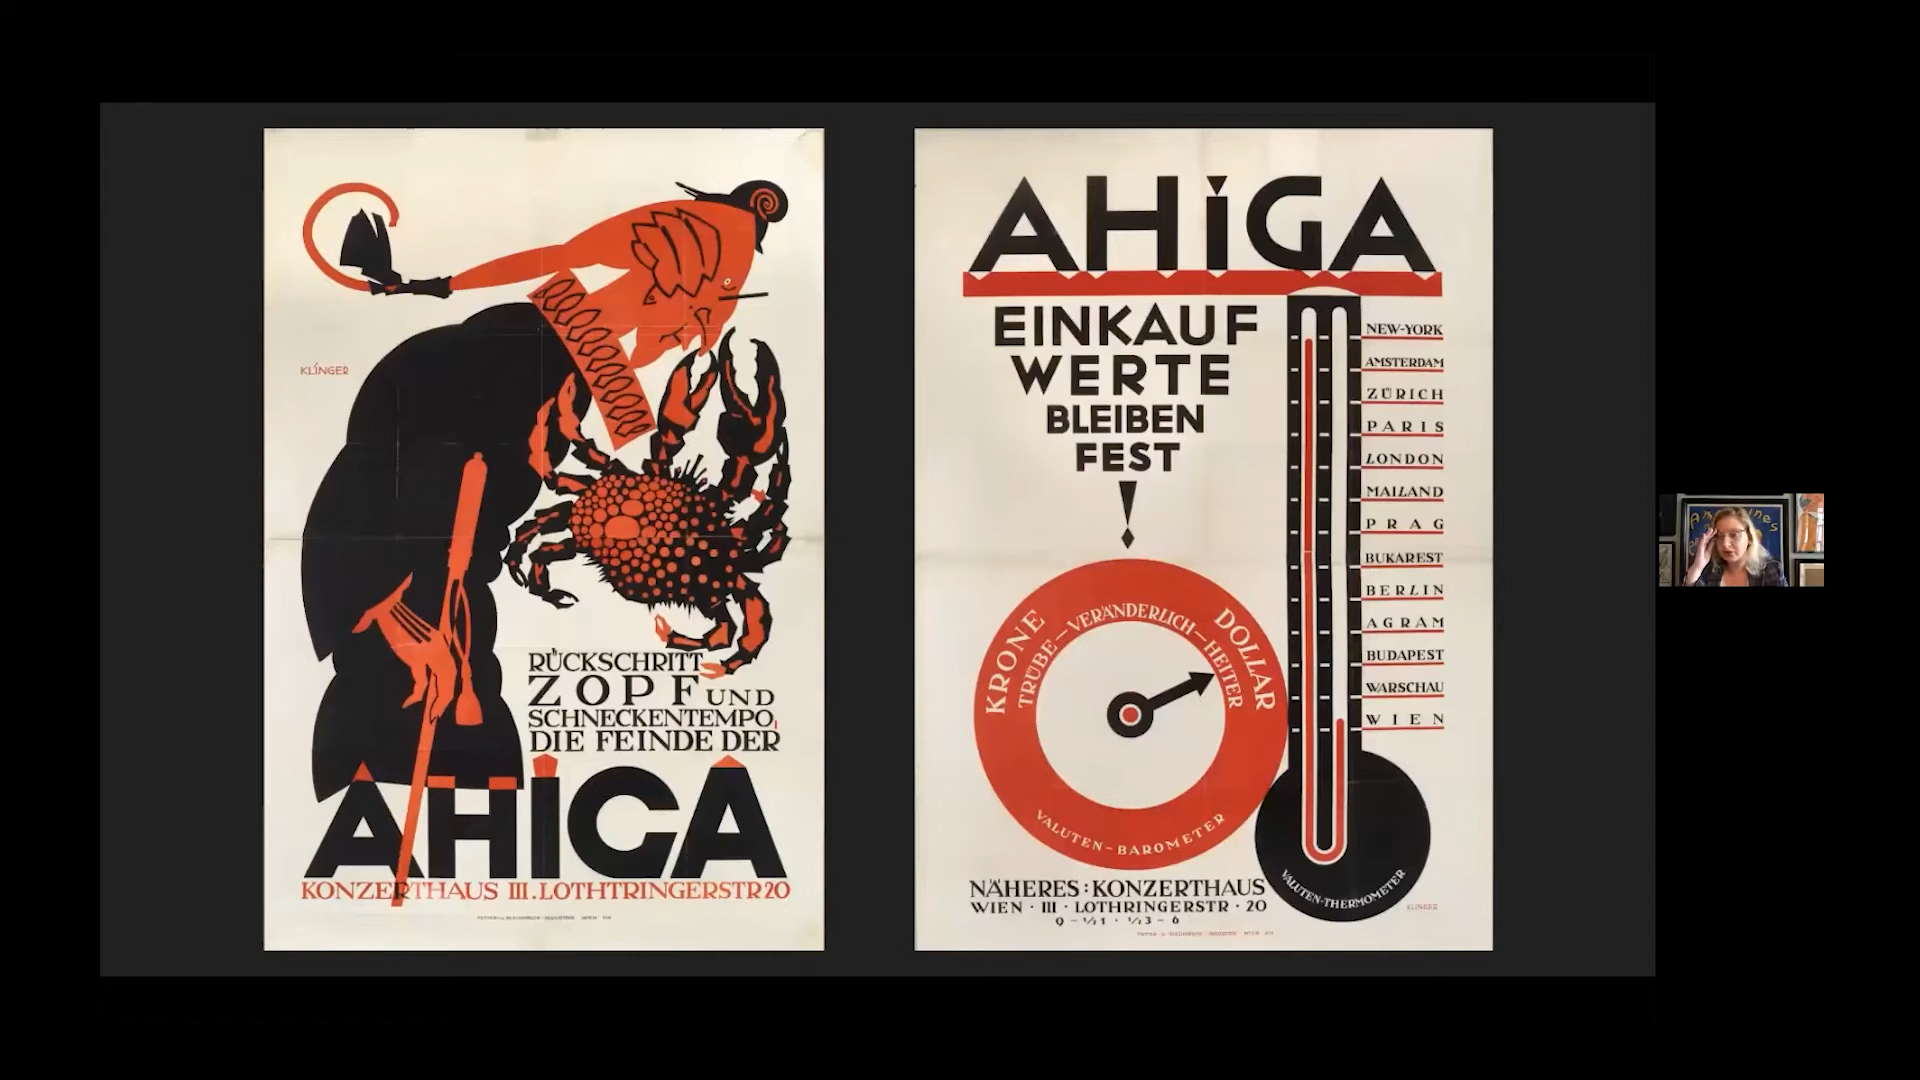 KLINGER
RÜCKSCHRITT
ZOPF UND
SCHNECKENTEMPO,
DIE FEINDE DER
AHIGA
KONZERTHAUS III. LOTHTRINGERSTR 20
AHiGA
EINKAUF
WERTE
BLEIBEN
FEST
!
NEW-YORK
AMSTERDAM
ZÜRICH
PARIS
LONDON
MAILAND
PRAG
BUKAREST
BERLIN
AGRAM
BUDAPEST
WARSCHAU
WIEN
KRONE
DOLLAR
TRÜBE - VERÄNDERLICH - HEITER
VALUTEN - BAROMETER
VALUTEN-THERMOMETER
NÄHERES : KONZERTHAUS
WIEN · III · LOTHRINGERSTR · 20
9 - ½1 · ½3 - 6
KLINGER